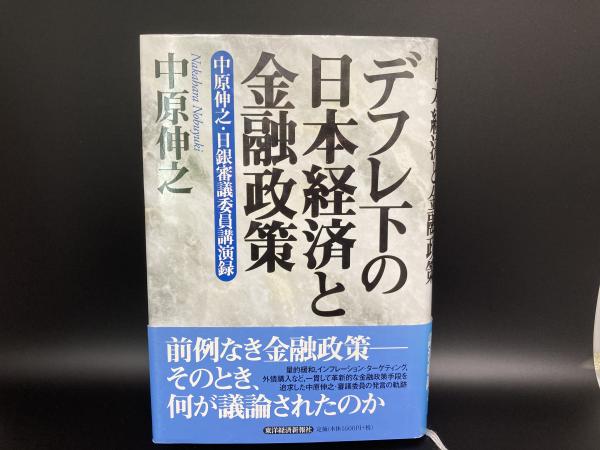 デフレ下の
日本経済と
金融政策
中原伸之・日銀審議委員講演録
Nakahara Nobuyuki
中原伸之
前例なき金融政策――
そのとき、
何が議論されたのか
量的緩和、インフレーション・ターゲティング、
外債購入など、一貫して革新的な金融政策手段を
追求した中原伸之・審議委員の発言の軌跡
東洋経済新報社